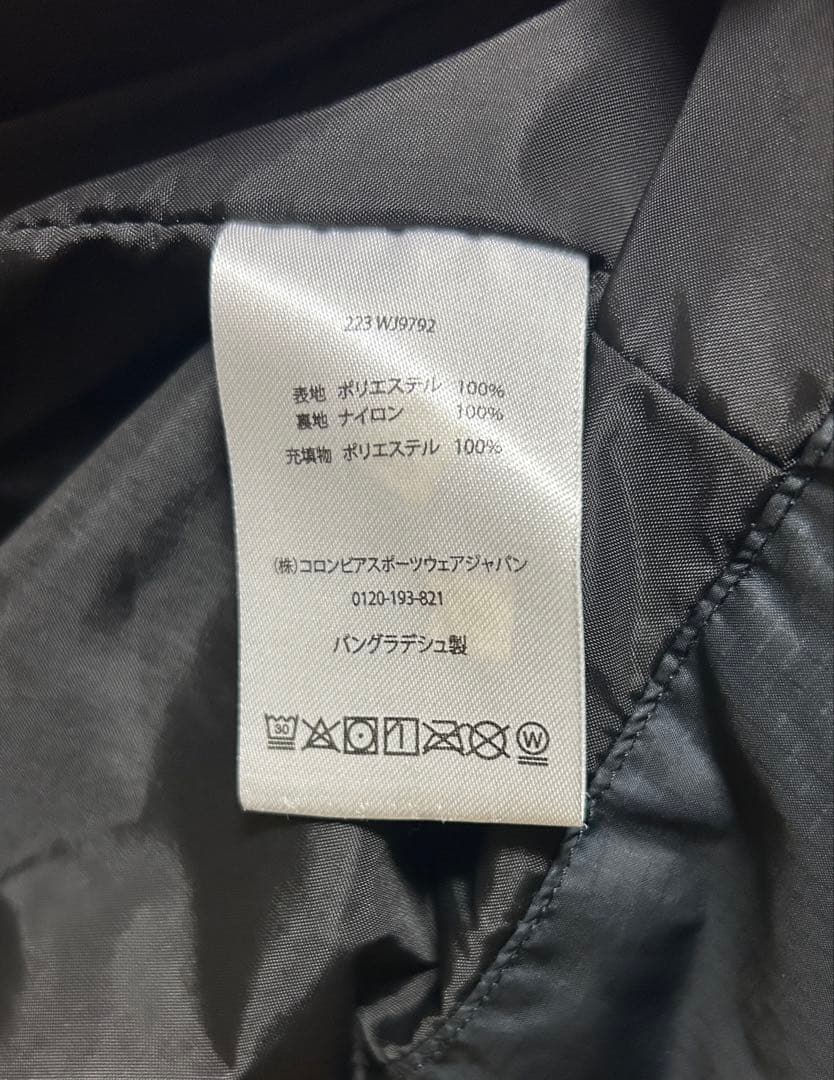 223 WJ9792
表地 ポリエステル 100%
裏地 ナイロン 100%
充填物 ポリエステル 100%
(株)コロンビアスポーツウェアジャパン
0120-193-821
バングラデシュ製
30 W